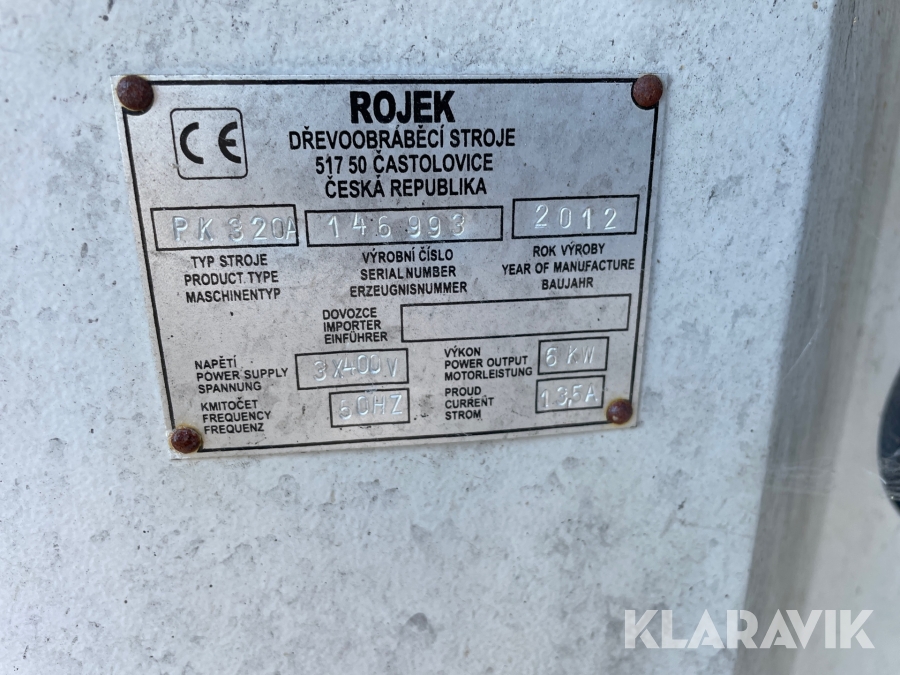 CE
ROJEK
DŘEVOOBRÁBĚCÍ STROJE
517 50 ČASTOLOVICE
ČESKÁ REPUBLIKA
PK 320A
146 993
2012
TYP STROJE
PRODUCT TYPE
MASCHINENTYP
VÝROBNÍ ČÍSLO
SERIAL NUMBER
ERZEUGNISNUMMER
ROK VÝROBY
YEAR OF MANUFACTURE
BAUJAHR
DOVOZCE
IMPORTER
EINFÜHRER
NAPĚTÍ
POWER SUPPLY
SPANNUNG
3X400V
VÝKON
POWER OUTPUT
MOTORLEISTUNG
6 KW
KMITOČET
FREQUENCY
FREQUENZ
50HZ
PROUD
CURRENT
STROM
13,5A
KLARAVIK